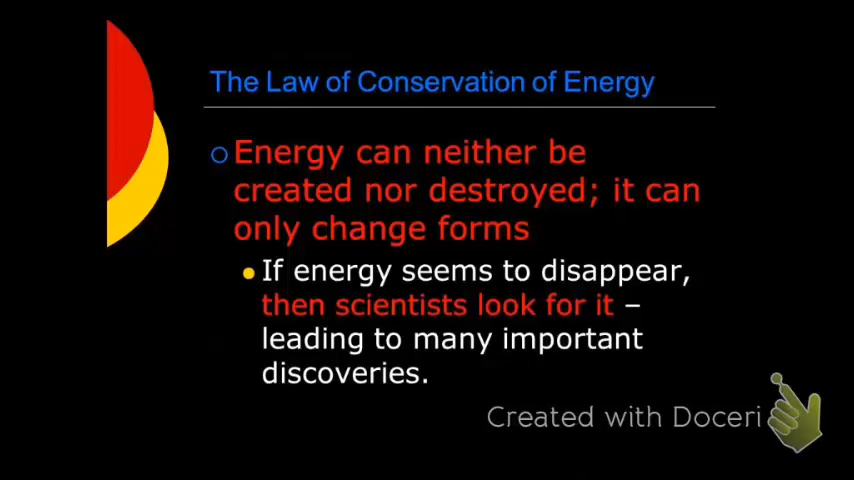 The Law of Conservation of Energy
Energy can neither be
created nor destroyed; it can
only change forms
If energy seems to disappear,
then scientists look for it –
leading to many important
discoveries.
Created with Doceri